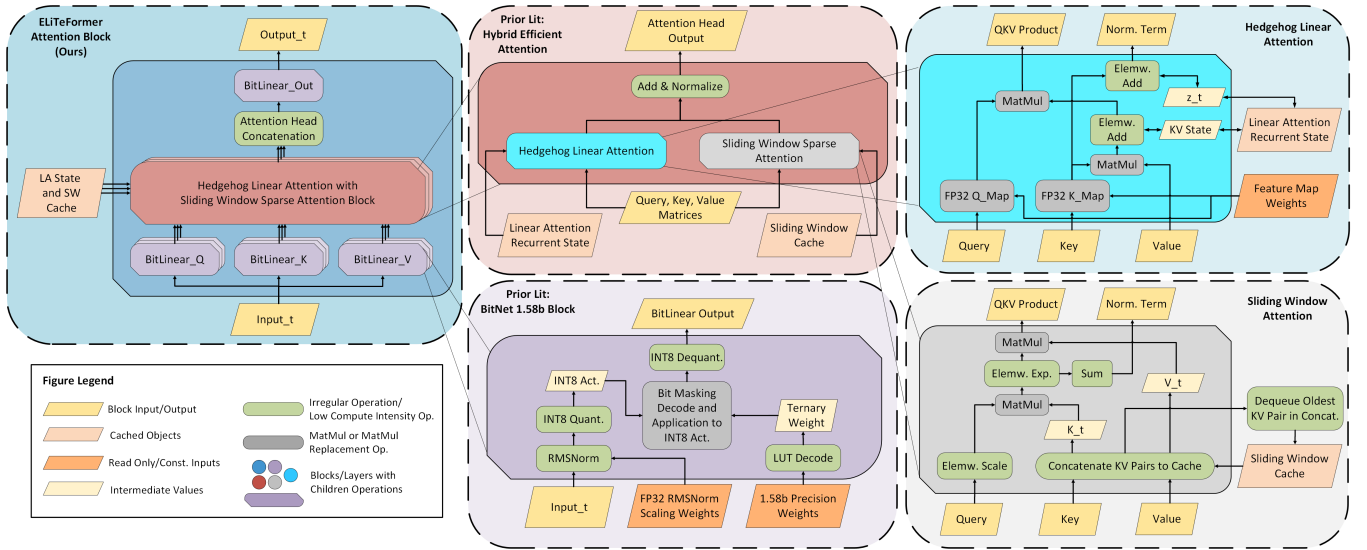 ELiTeFormer
Attention Block
(Ours)
Output_t
BitLinear_Out
Attention Head
Concatenation
LA State
and SW
Cache
Hedgehog Linear Attention with
Sliding Window Sparse Attention Block
BitLinear_Q
BitLinear_K
BitLinear_V
Input_t
Figure Legend
Block Input/Output
Cached Objects
Read Only/Const. Inputs
Intermediate Values
Irregular Operation/
Low Compute Intensity Op.
MatMul or MatMul
Replacement Op.
Blocks/Layers with
Children Operations
Prior Lit:
Hybrid Efficient
Attention
Attention Head
Output
Add & Normalize
Hedgehog Linear Attention
Sliding Window Sparse
Attention
Query, Key, Value
Matrices
Linear Attention
Recurrent State
Sliding Window
Cache
Prior Lit:
BitNet 1.58b Block
BitLinear Output
INT8 Dequant.
INT8 Act.
Bit Masking
Decode and
Application to
INT8 Act.
INT8 Quant.
Ternary
Weight
RMSNorm
LUT Decode
Input_t
FP32 RMSNorm
Scaling Weights
1.58b Precision
Weights
Hedgehog Linear
Attention
QKV Product
Norm. Term
Elemw.
Add
MatMul
z_t
Elemw.
Add
KV State
Linear Attention
Recurrent State
MatMul
FP32 Q_Map
FP32 K_Map
Feature Map
Weights
Query
Key
Value
Sliding Window
Attention
QKV Product
Norm. Term
MatMul
Elemw. Exp.
Sum
V_t
MatMul
K_t
Dequeue Oldest
KV Pair in Concat.
Elemw. Scale
Concatenate KV Pairs to Cache
Sliding Window
Cache
Query
Key
Value